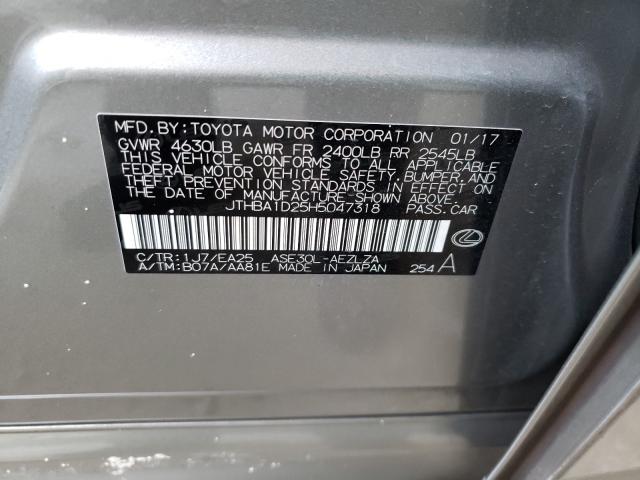 MFD.BY:TOYOTA MOTOR CORPORATION 01/17
GVWR 4630LB GAWR FR 2400LB RR 2545LB
THIS VEHICLE CONFORMS TO ALL APPLICABLE
FEDERAL MOTOR VEHICLE SAFETY, BUMPER, AND
THEFT PREVENTION STANDARDS IN EFFECT ON
THE DATE OF MANUFACTURE SHOWN ABOVE.
JTHBA1D25H5047318 PASS.CAR
C/TR:1J7/EA25 ASE30L-AEZLZA
A/TM:B07A/AA81E MADE IN JAPAN 254 A